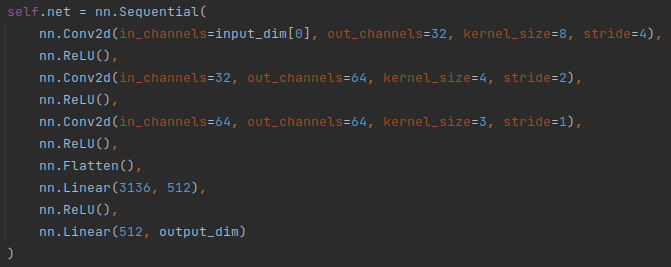 self.net = nn.Sequential(
    nn.Conv2d(in_channels=input_dim[0], out_channels=32, kernel_size=8, stride=4),
    nn.ReLU(),
    nn.Conv2d(in_channels=32, out_channels=64, kernel_size=4, stride=2),
    nn.ReLU(),
    nn.Conv2d(in_channels=64, out_channels=64, kernel_size=3, stride=1),
    nn.ReLU(),
    nn.Flatten(),
    nn.Linear(3136, 512),
    nn.ReLU(),
    nn.Linear(512, output_dim)
)